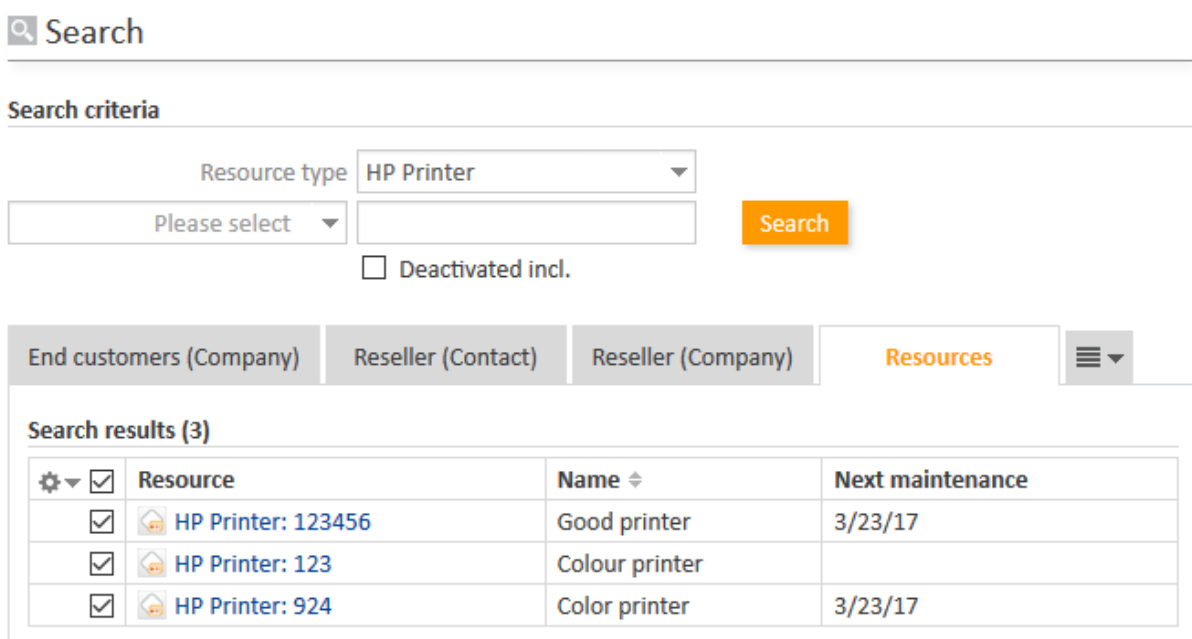 Search
Search criteria
Resource type HP Printer
Please select Search
Deactivated incl.
End customers (Company) Reseller (Contact) Reseller (Company) Resources
Search results (3)
Resource Name Next maintenance
HP Printer: 123456 Good printer 3/23/17
HP Printer: 123 Colour printer
HP Printer: 924 Color printer 3/23/17